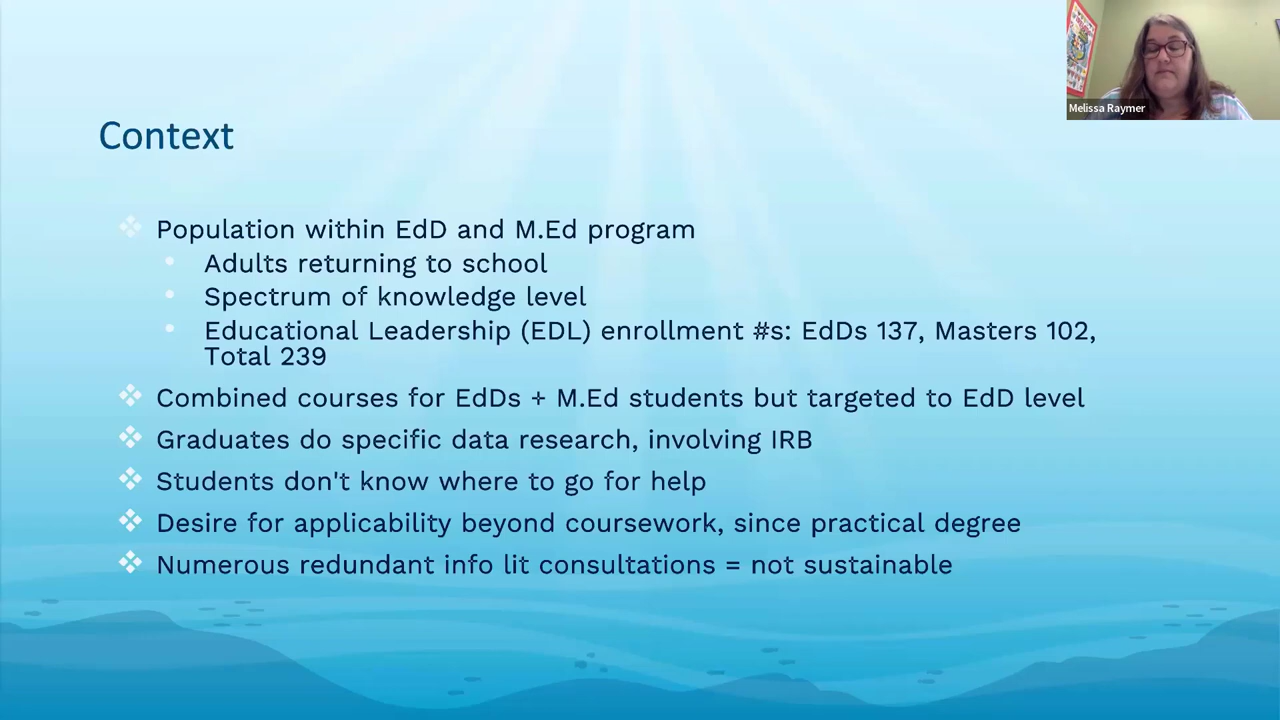 Melissa Raymer
Context
Population within EdD and M.Ed program
Adults returning to school
Spectrum of knowledge level
Educational Leadership (EDL) enrollment #s: EdDs 137, Masters 102,
Total 239
Combined courses for EdDs + M.Ed students but targeted to EdD level
Graduates do specific data research, involving IRB
Students don't know where to go for help
Desire for applicability beyond coursework, since practical degree
Numerous redundant info lit consultations = not sustainable